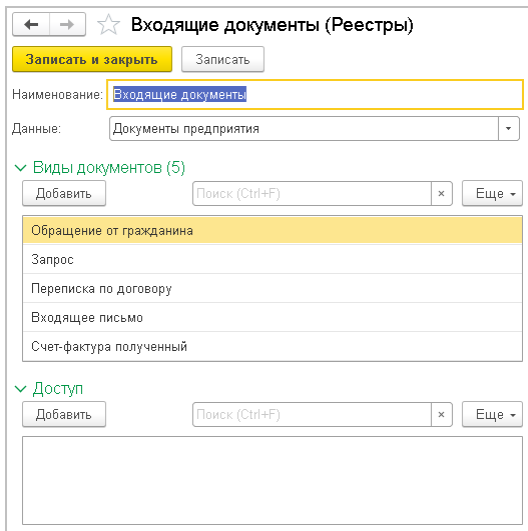 Входящие документы (Реестры)
Записать и закрыть Записать
Наименование: Входящие документы
Данные: Документы предприятия
Виды документов (5)
Добавить Поиск (Ctrl+F) × Еще
Обращение от гражданина
Запрос
Переписка по договору
Входящее письмо
Счет-фактура полученный
Доступ
Добавить Поиск (Ctrl+F) × Еще